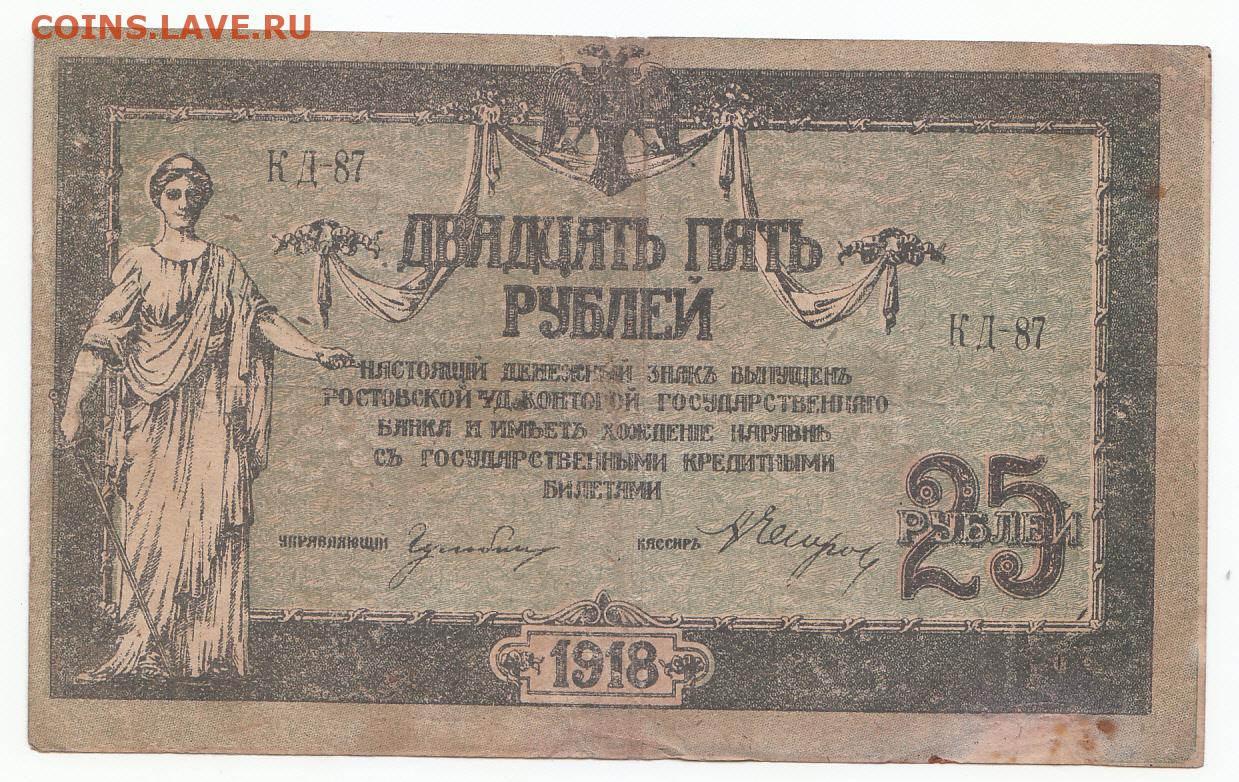 COINS.LAVE.RU
КД-87
ДВАДЦАТЬ ПЯТЬ
РУБЛЕЙ
КД-87
НАСТОЯЩІЙ ДЕНЕЖНЫЙ ЗНАКЪ ВЫПУЩЕНЪ
РОСТОВСКОЙ Н/Д. КОНТОРОЙ ГОСУДАРСТВЕННАГО
БАНКА И ИМѢЕТЪ ХОЖДЕНІЕ НАРАВНѢ
СЪ ГОСУДАРСТВЕННЫМИ КРЕДИТНЫМИ
БИЛЕТАМИ
25
РУБЛЕЙ
УПРАВЛЯЮЩІЙ
КАССИРЪ
1918